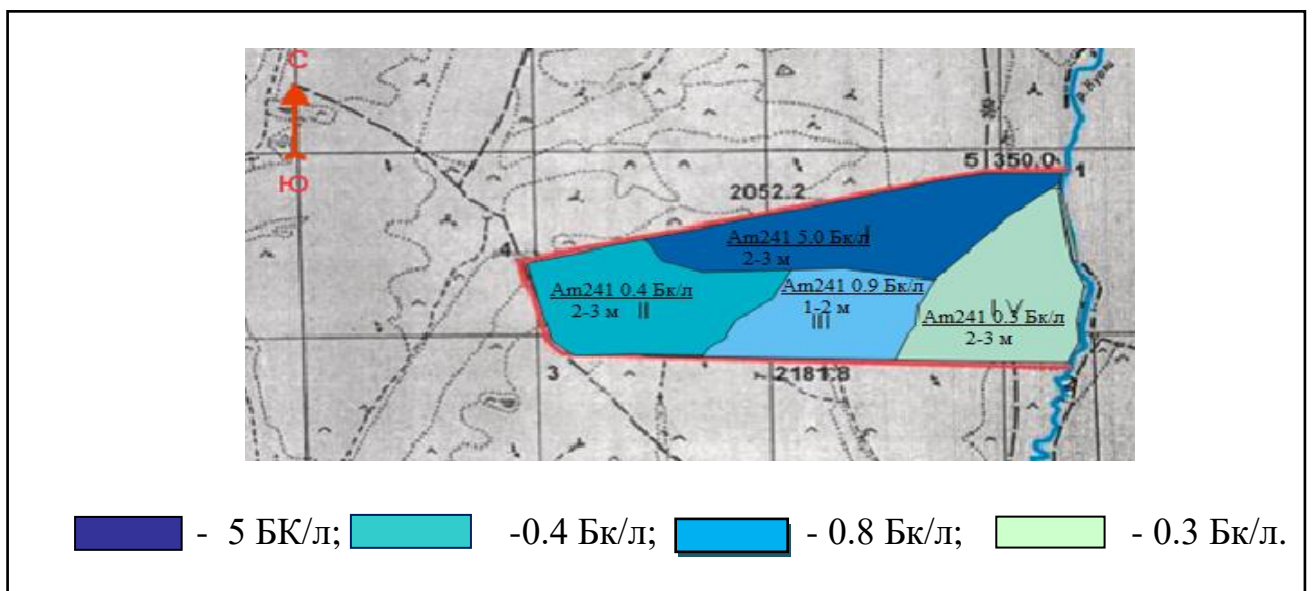 С
р. Бурл
Ю
5 350.0 1
2052.2
4
Am241 5.0 Бк/л
I
2-3 м
Am241 0.4 Бк/л
2-3 м II
Am241 0.9 Бк/л
1-2 м
III
IV
Am241 0.3 Бк/л
2-3 м
3
2181.8
- 5 БК/л; -0.4 Бк/л; - 0.8 Бк/л; - 0.3 Бк/л.